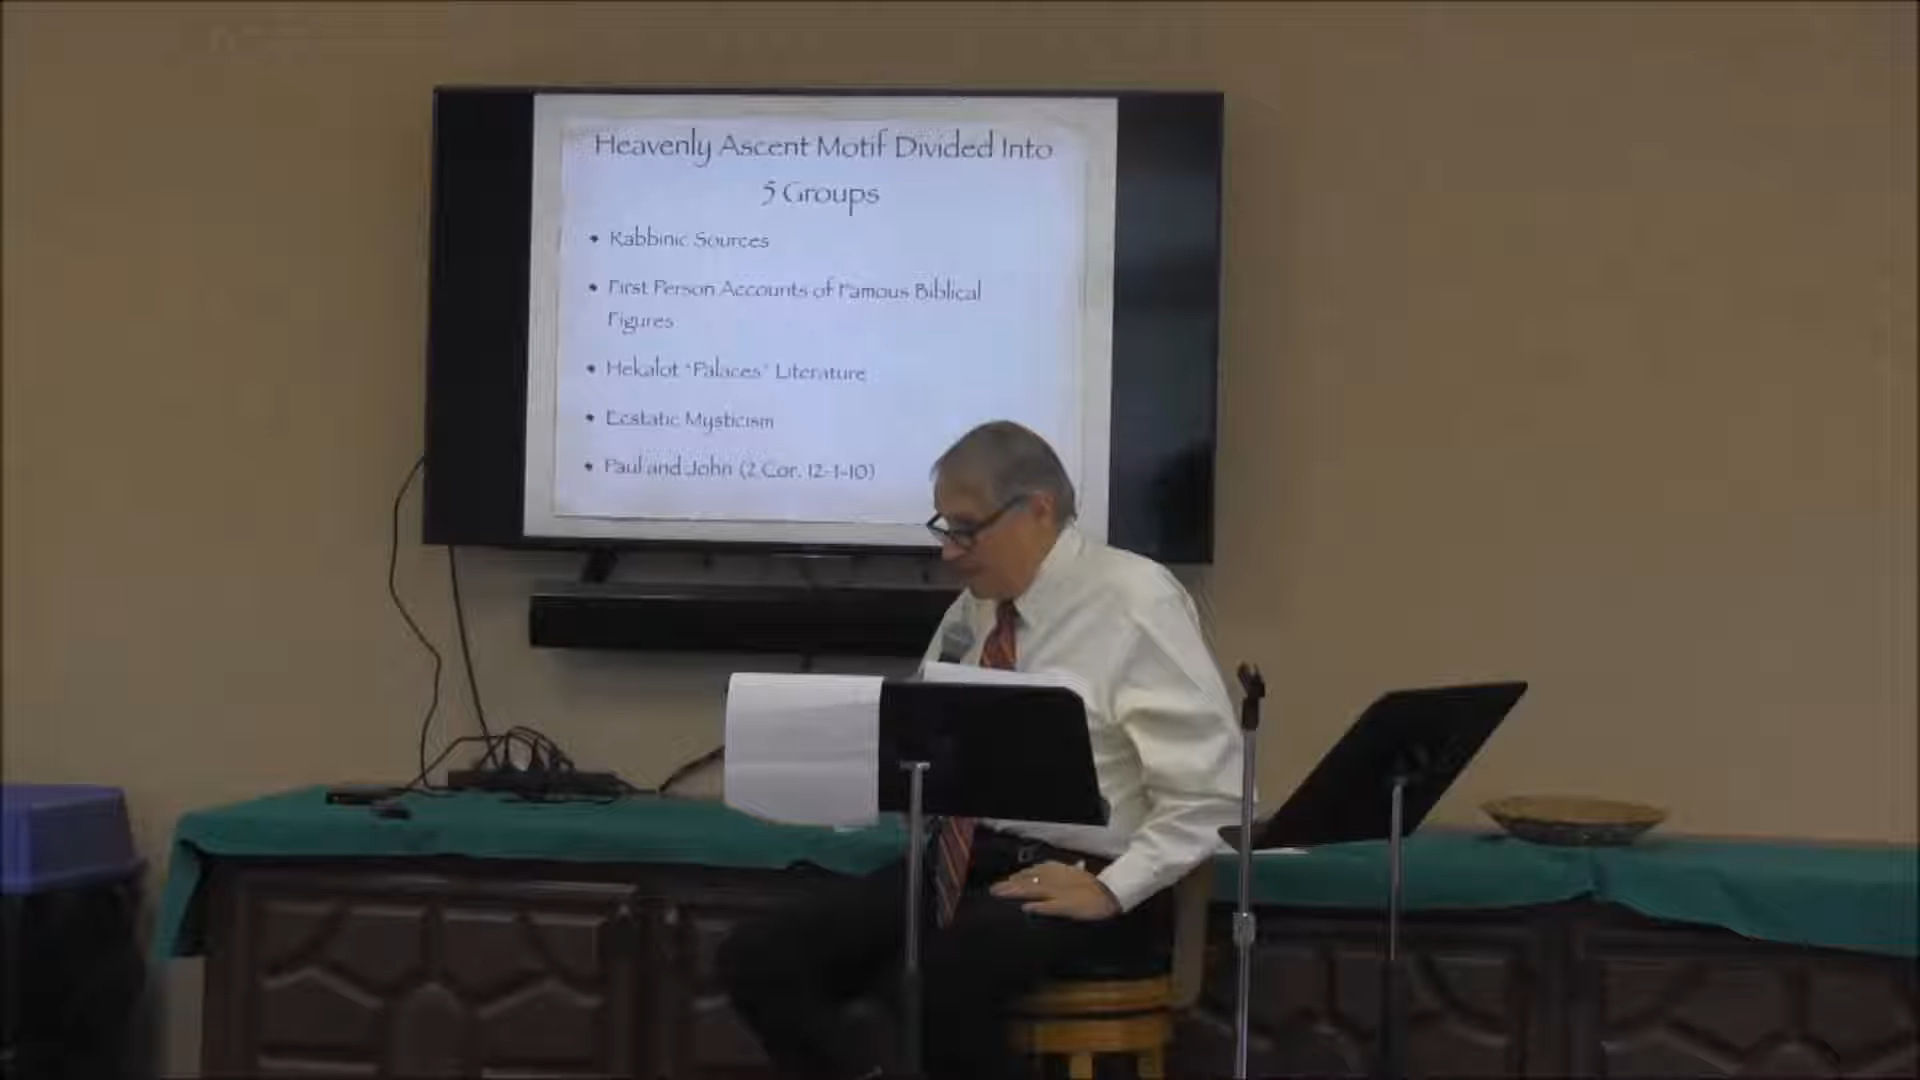 Heavenly Ascent Motif Divided Into
5 Groups
• Rabbinic Sources
• First Person Accounts of Famous Biblical
Figures
• Hekalot "Palaces" Literature
• Ecstatic Mysticism
• Paul and John (2 Cor. 12-1-10)